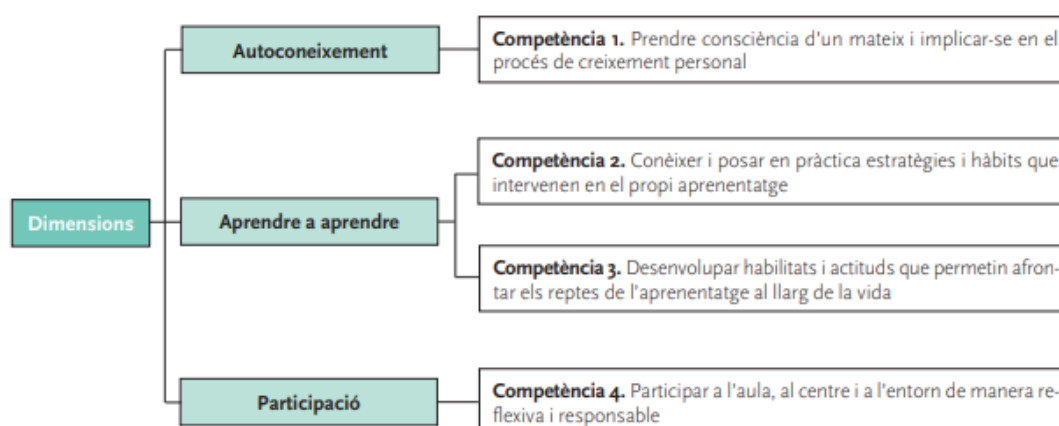 Autoconeixement
Competència 1. Prendre consciència d'un mateix i implicar-se en el
procés de creixement personal
Dimensions
Aprendre a aprendre
Competència 2. Conèixer i posar en pràctica estratègies i hàbits que
intervenen en el propi aprenentatge
Competència 3. Desenvolupar habilitats i actituds que permetin afron-
tar els reptes de l'aprenentatge al llarg de la vida
Participació
Competència 4. Participar a l'aula, al centre i a l'entorn de manera re-
flexiva i responsable